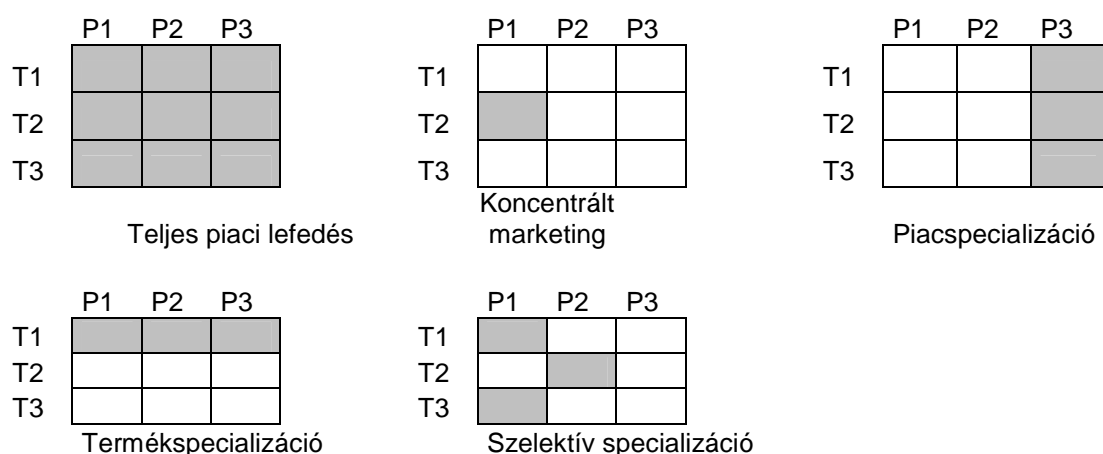 P1 P2 P3 P1 P2 P3 P1 P2 P3
T1 T1 T1
T2 T2 T2
T3 T3 T3
Teljes piaci lefedés Koncentrált marketing Piacspecializáció
P1 P2 P3 P1 P2 P3
T1 T1
T2 T2
T3 T3
Termékspecializáció Szelektív specializáció